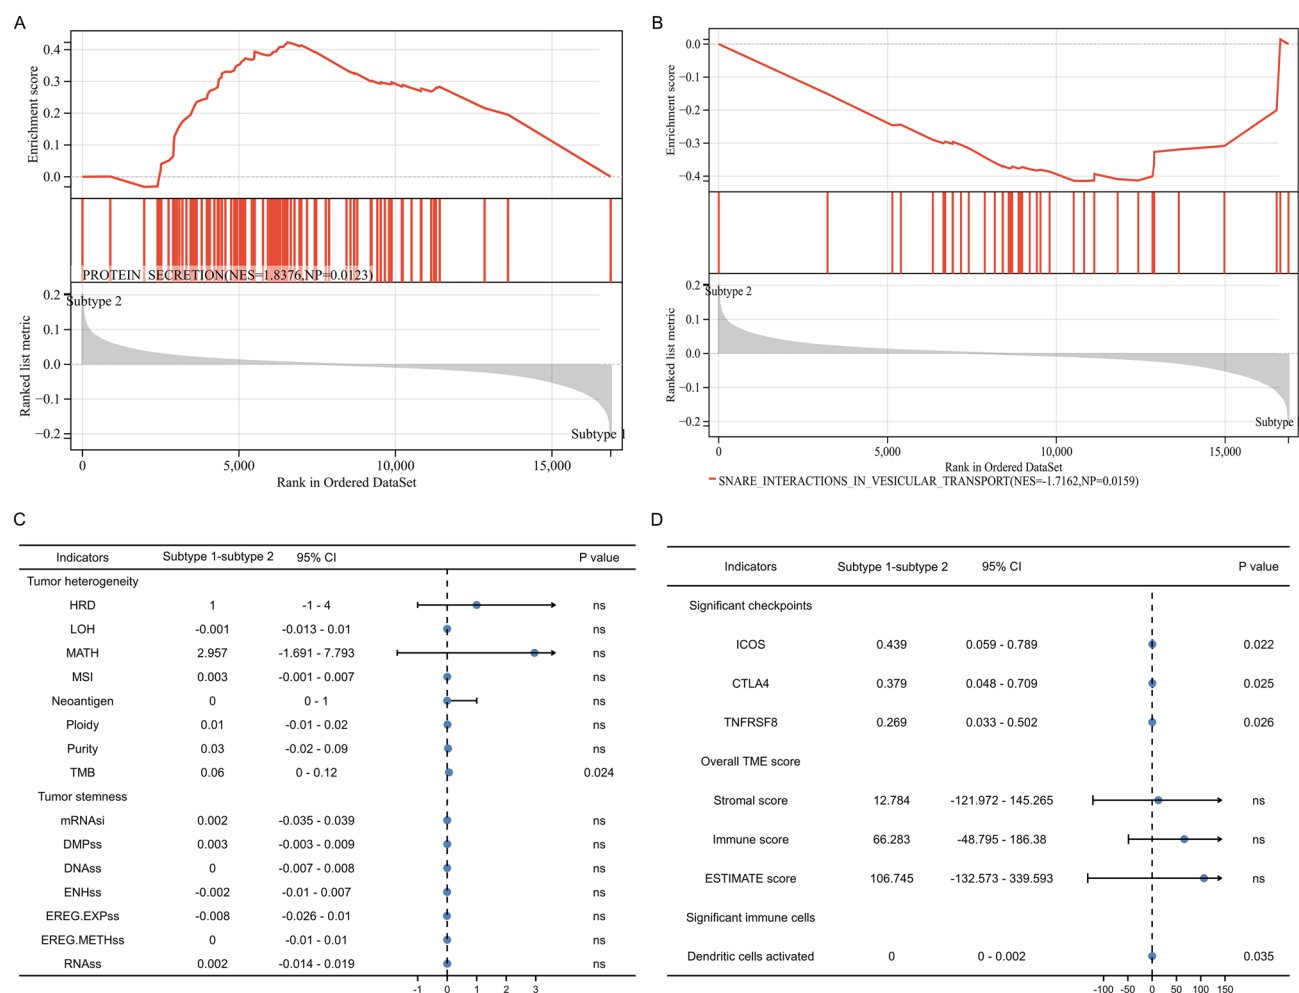 A
Enrichment score
0.4
0.3
0.2
0.1
0.0
PROTEIN_SECRETION(NES=1.8376,NP=0.0123)
Ranked list metric
0.2
0.1
0.0
−0.1
−0.2
Subtype 2
Subtype 1
0 5,000 10,000 15,000
Rank in Ordered DataSet
B
Enrichment score
0.0
−0.1
−0.2
−0.3
−0.4
Ranked list metric
0.2
0.1
0.0
−0.1
−0.2
Subtype 2
Subtype
0 5,000 10,000 15,000
Rank in Ordered DataSet
SNARE_INTERACTIONS_IN_VESICULAR_TRANSPORT(NES=-1.7162,NP=0.0159)
C
Indicators Subtype 1-subtype 2 95% CI P value
Tumor heterogeneity
HRD 1 -1 - 4 ns
LOH -0.001 -0.013 - 0.01 ns
MATH 2.957 -1.691 - 7.793 ns
MSI 0.003 -0.001 - 0.007 ns
Neoantigen 0 0 - 1 ns
Ploidy 0.01 -0.01 - 0.02 ns
Purity 0.03 -0.02 - 0.09 ns
TMB 0.06 0 - 0.12 0.024
Tumor stemness
mRNAsi 0.002 -0.035 - 0.039 ns
DMPss 0.003 -0.003 - 0.009 ns
DNAss 0 -0.007 - 0.008 ns
ENHss -0.002 -0.01 - 0.007 ns
EREG.EXPss -0.008 -0.026 - 0.01 ns
EREG.METHss 0 -0.01 - 0.01 ns
RNAss 0.002 -0.014 - 0.019 ns
-1 0 1 2 3
D
Indicators Subtype 1-subtype 2 95% CI P value
Significant checkpoints
ICOS 0.439 0.059 - 0.789 0.022
CTLA4 0.379 0.048 - 0.709 0.025
TNFRSF8 0.269 0.033 - 0.502 0.026
Overall TME score
Stromal score 12.784 -121.972 - 145.265 ns
Immune score 66.283 -48.795 - 186.38 ns
ESTIMATE score 106.745 -132.573 - 339.593 ns
Significant immune cells
Dendritic cells activated 0 0 - 0.002 0.035
-100 -50 0 50 100 150